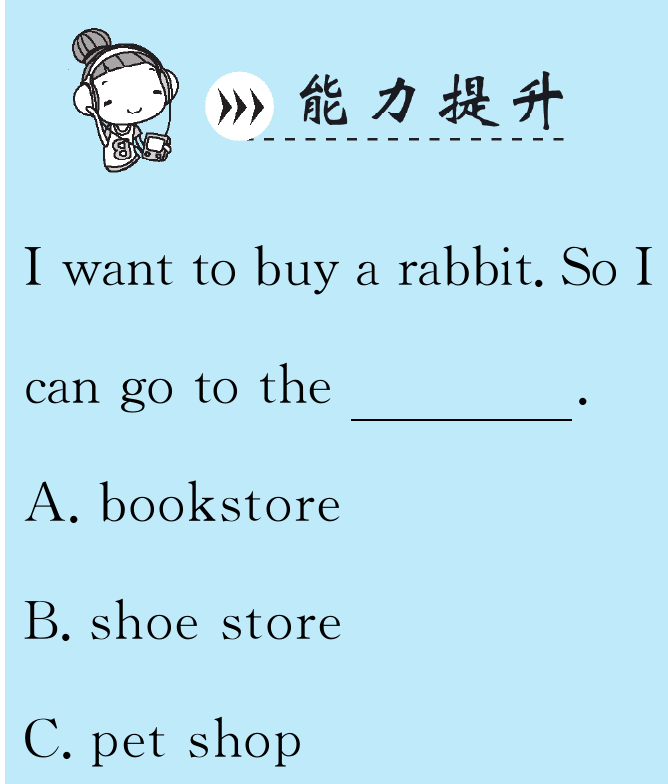 能力提升
I want to buy a rabbit. So I
can go to the ________.
A. bookstore
B. shoe store
C. pet shop